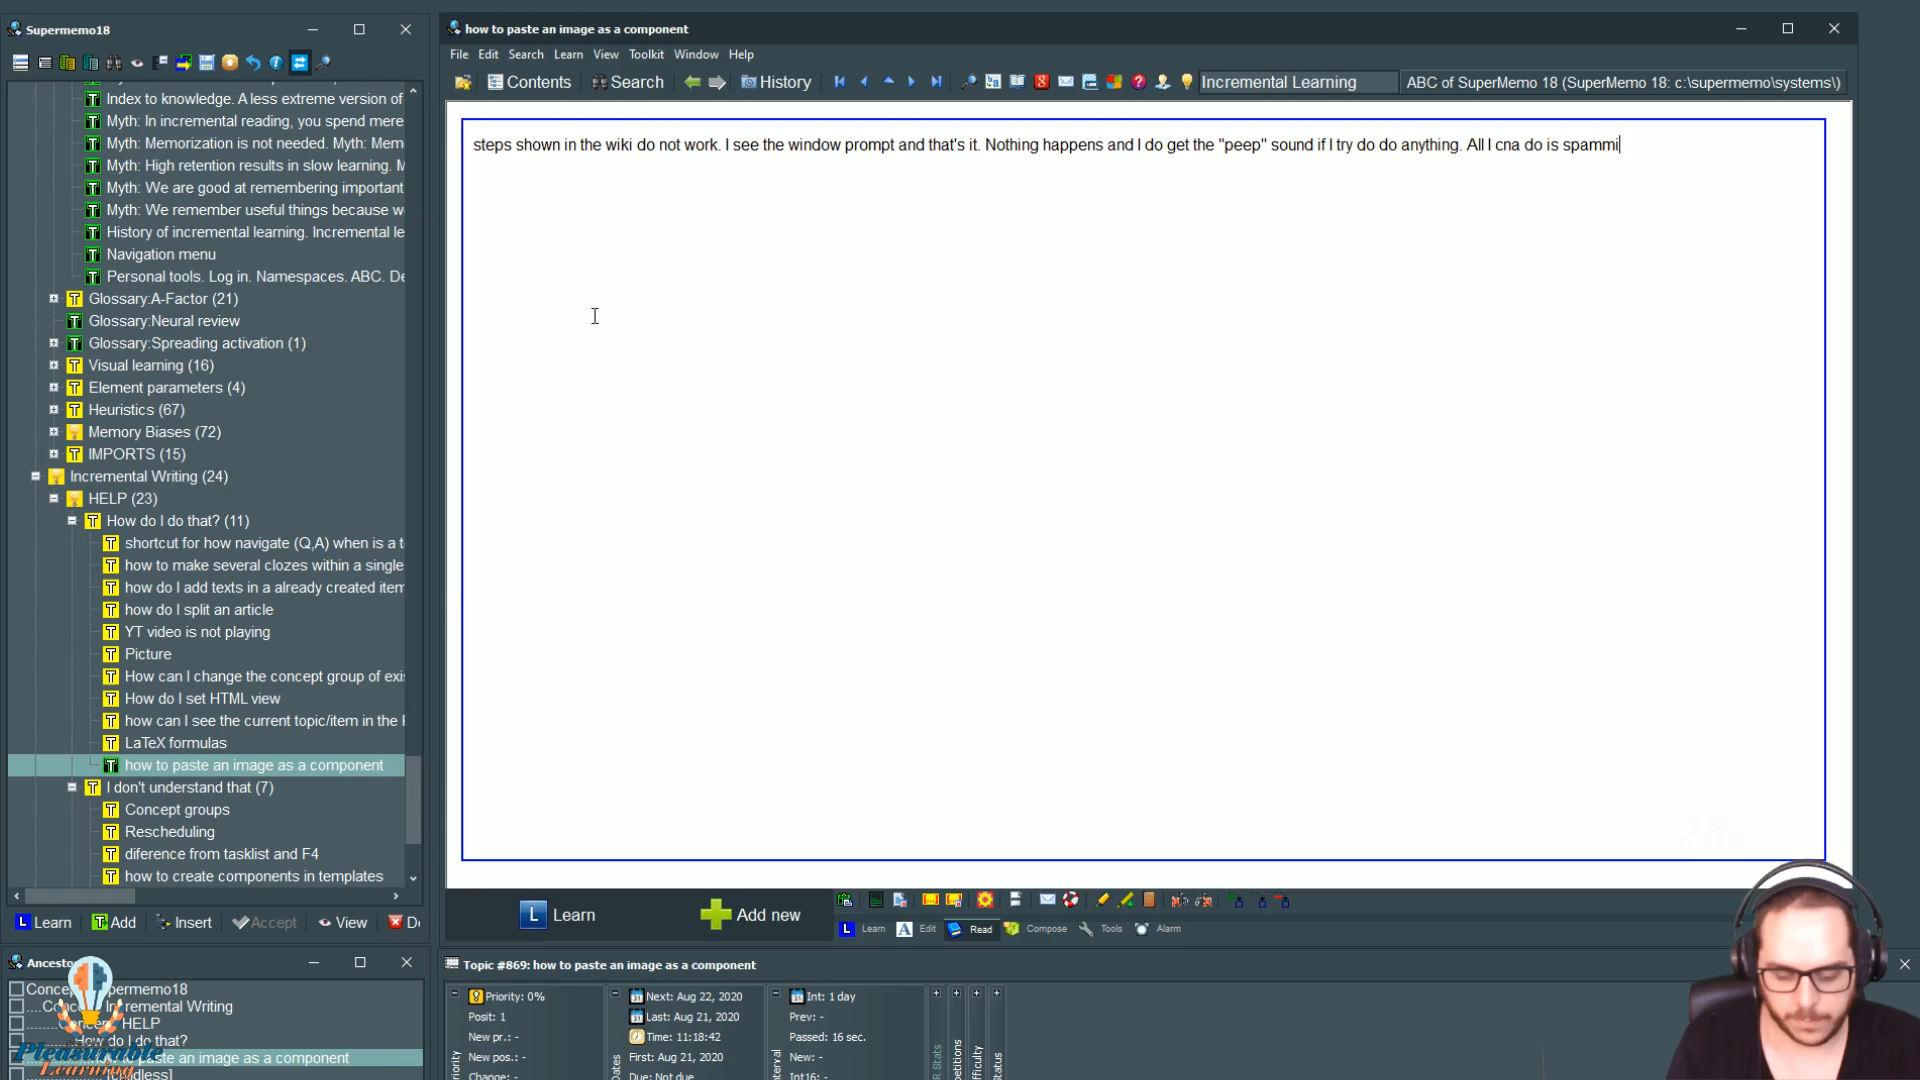 Supermemo18
Index to knowledge. A less extreme version of
Myth: In incremental reading, you spend mere
Myth: Memorization is not needed. Myth: Mem
Myth: High retention results in slow learning. M
Myth: We are good at remembering important
Myth: We remember useful things because w
History of incremental learning. Incremental le
Navigation menu
Personal tools. Log in. Namespaces. ABC. De
Glossary:A-Factor (21)
Glossary:Neural review
Glossary:Spreading activation (1)
Visual learning (16)
Element parameters (4)
Heuristics (67)
Memory Biases (72)
IMPORTS (15)
Incremental Writing (24)
HELP (23)
How do I do that? (11)
shortcut for how navigate (Q,A) when is a t
how to make several clozes within a single
how do I add texts in a already created item
how do I split an article
YT video is not playing
Picture
How can I change the concept group of exi
How do I set HTML view
how can I see the current topic/item in the
LaTeX formulas
how to paste an image as a component
I don't understand that (7)
Concept groups
Rescheduling
diference from tasklist and F4
how to create components in templates
Learn Add Insert Accept View
how to paste an image as a component
File Edit Search Learn View Toolkit Window Help
Contents Search History Incremental Learning ABC of SuperMemo 18 (SuperMemo 18: c:\supermemo\systems\)
steps shown in the wiki do not work. I see the window prompt and that's it. Nothing happens and I do get the "peep" sound if I try do do anything. All I cna do is spammi
L Learn Add new
Learn Edit Read Compose Tools Alarm
HELP
How do I do that?
to paste an image as a component
Pleasurable
Learning
Topic #869: how to paste an image as a component
Priority: 0%
Posit: 1
New pr.: -
New pos.: -
Change: -
Dates
Next: Aug 22, 2020
Last: Aug 21, 2020
Time: 11:18:42
First: Aug 21, 2020
Due: Not due
Int: 1 day
Prev: -
Passed: 16 sec.
New: -
Int16: -